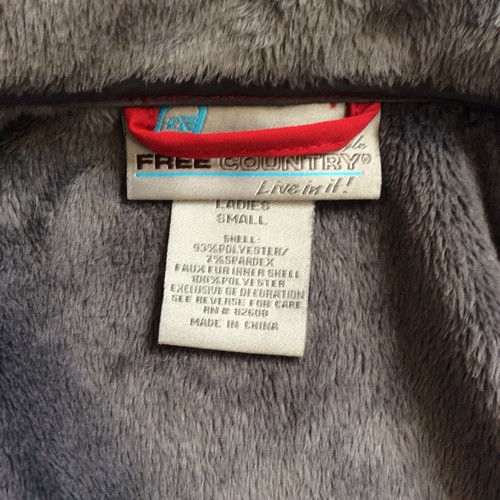 FREE COUNTRY®
Live in it!
LADIES
SMALL
SHELL:
93%POLYESTER/
7%SPANDEX
FAUX FUR INNER SHELL
100%POLYESTER
EXCLUSIVE OF DECORATION
SEE REVERSE FOR CARE
RN # 82608
MADE IN CHINA